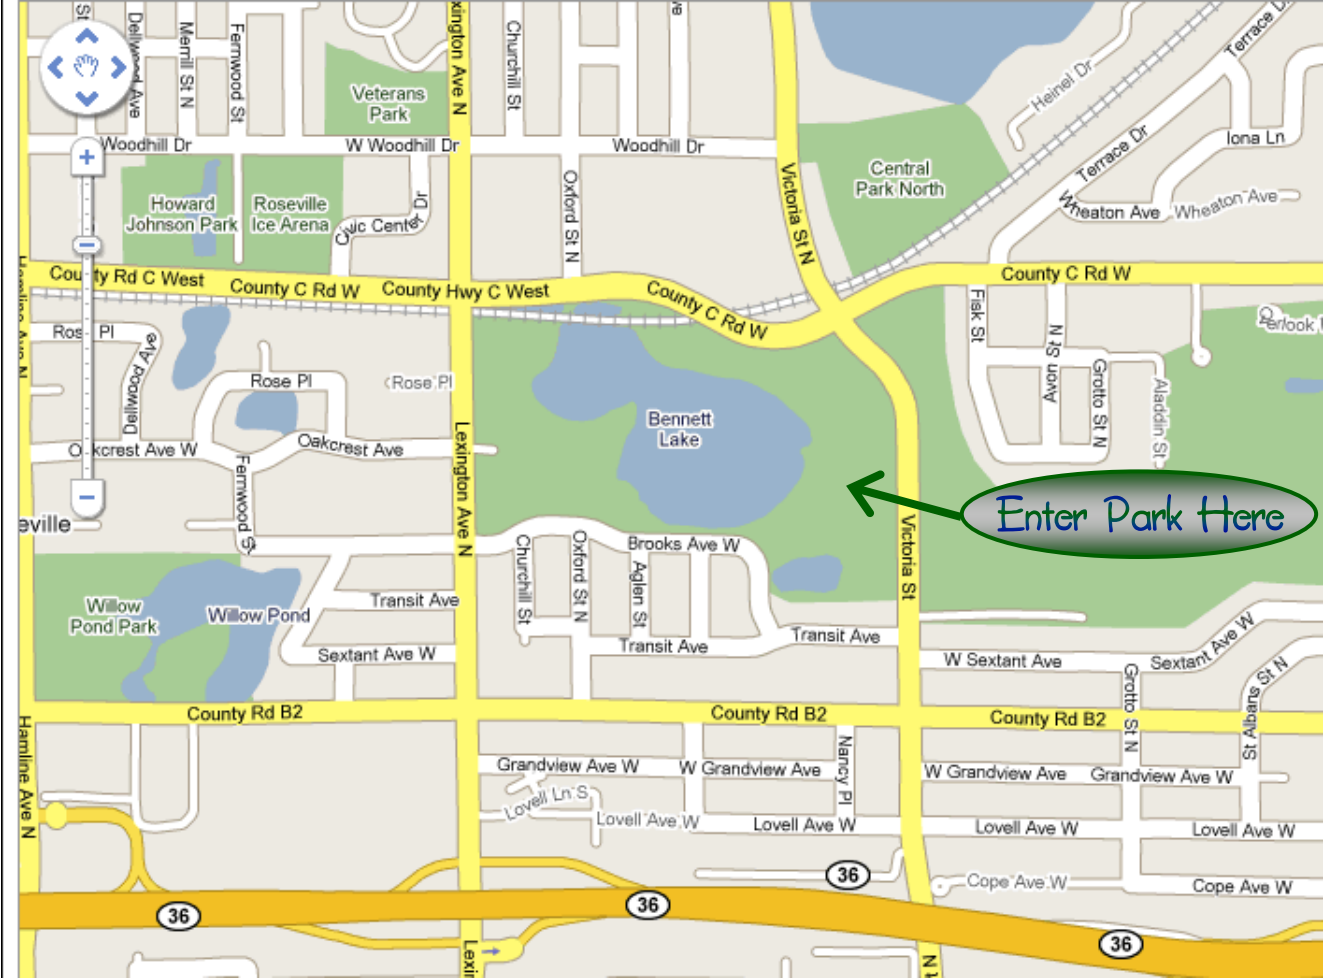 St
Dellwood Ave
Merrill St N
Fernwood St
Lexington Ave N
Churchill St
ve
Terrace Dr
Heinel Dr
Veterans
Park
Woodhill Dr
W Woodhill Dr
Woodhill Dr
Iona Ln
Terrace Dr
Central
Park North
Victoria St N
Oxford St N
Howard
Johnson Park
Roseville
Ice Arena
Civic Center Dr
Wheaton Ave
Wheaton Ave
County Rd C West
County C Rd W
County Hwy C West
County C Rd W
County C Rd W
Hamline Ave N
Rose Pl
Dellwood Ave
Rose Pl
Rose Pl
Fisk St
Avon St N
Grotto St N
Aladdin St
Bennett
Lake
Oakcrest Ave W
Oakcrest Ave
Lexington Ave N
Fernwood St
eville
Enter Park Here
Victoria St
Brooks Ave W
Churchill St
Oxford St N
Aglen St
Willow
Pond Park
Willow Pond
Transit Ave
Transit Ave
Transit Ave
Sextant Ave W
W Sextant Ave
Sextant Ave W
County Rd B2
County Rd B2
County Rd B2
Grotto St N
St Albans St N
Hamline Ave N
Grandview Ave W
W Grandview Ave
Nancy Pl
W Grandview Ave
Grandview Ave W
Lovell Ln S
Lovell Ave W
Lovell Ave W
Lovell Ave W
Lovell Ave W
36
Cope Ave W
Cope Ave W
36
36
36
Lexin
N